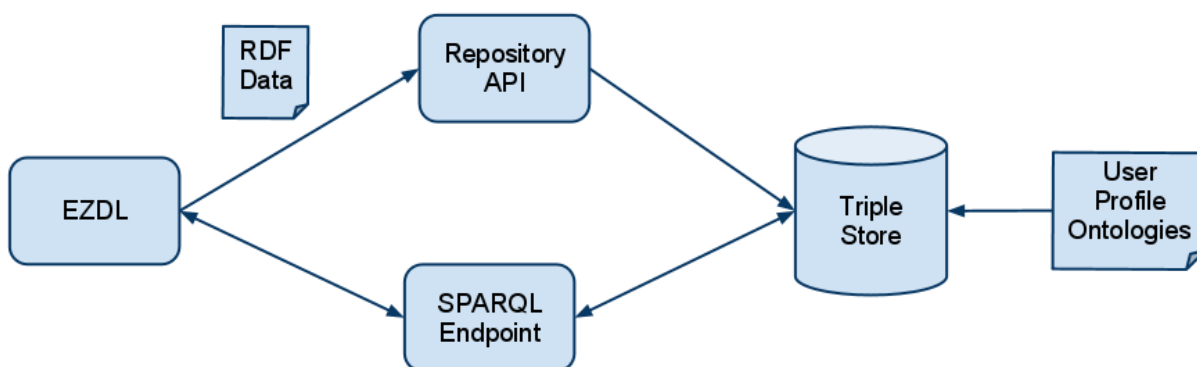 RDF
Data
Repository
API
EZDL
Triple
Store
User
Profile
Ontologies
SPARQL
Endpoint